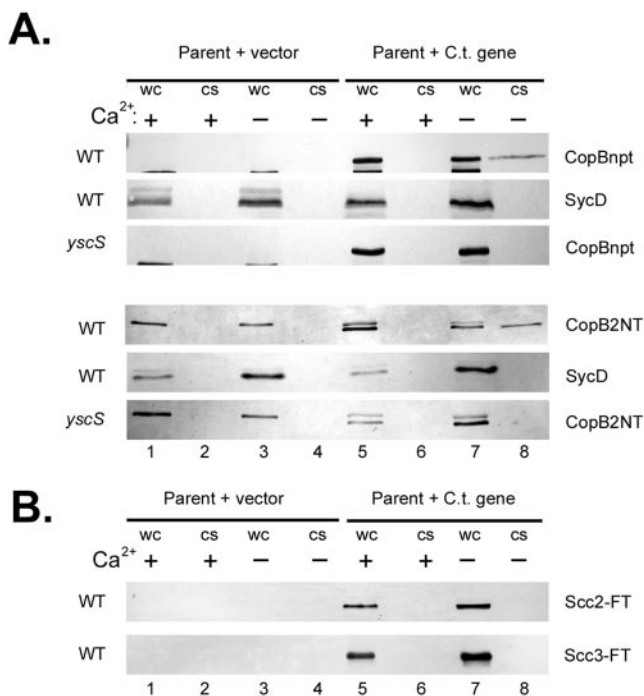 A.
Parent + vector Parent + C.t. gene
wc cs wc cs wc cs wc cs
Ca2+: + + − − + + − −
WT CopBnpt
WT SycD
yscS CopBnpt
WT CopB2NT
WT SycD
yscS CopB2NT
1 2 3 4 5 6 7 8
B.
Parent + vector Parent + C.t. gene
wc cs wc cs wc cs wc cs
Ca2+ + + − − + + − −
WT Scc2-FT
WT Scc3-FT
1 2 3 4 5 6 7 8